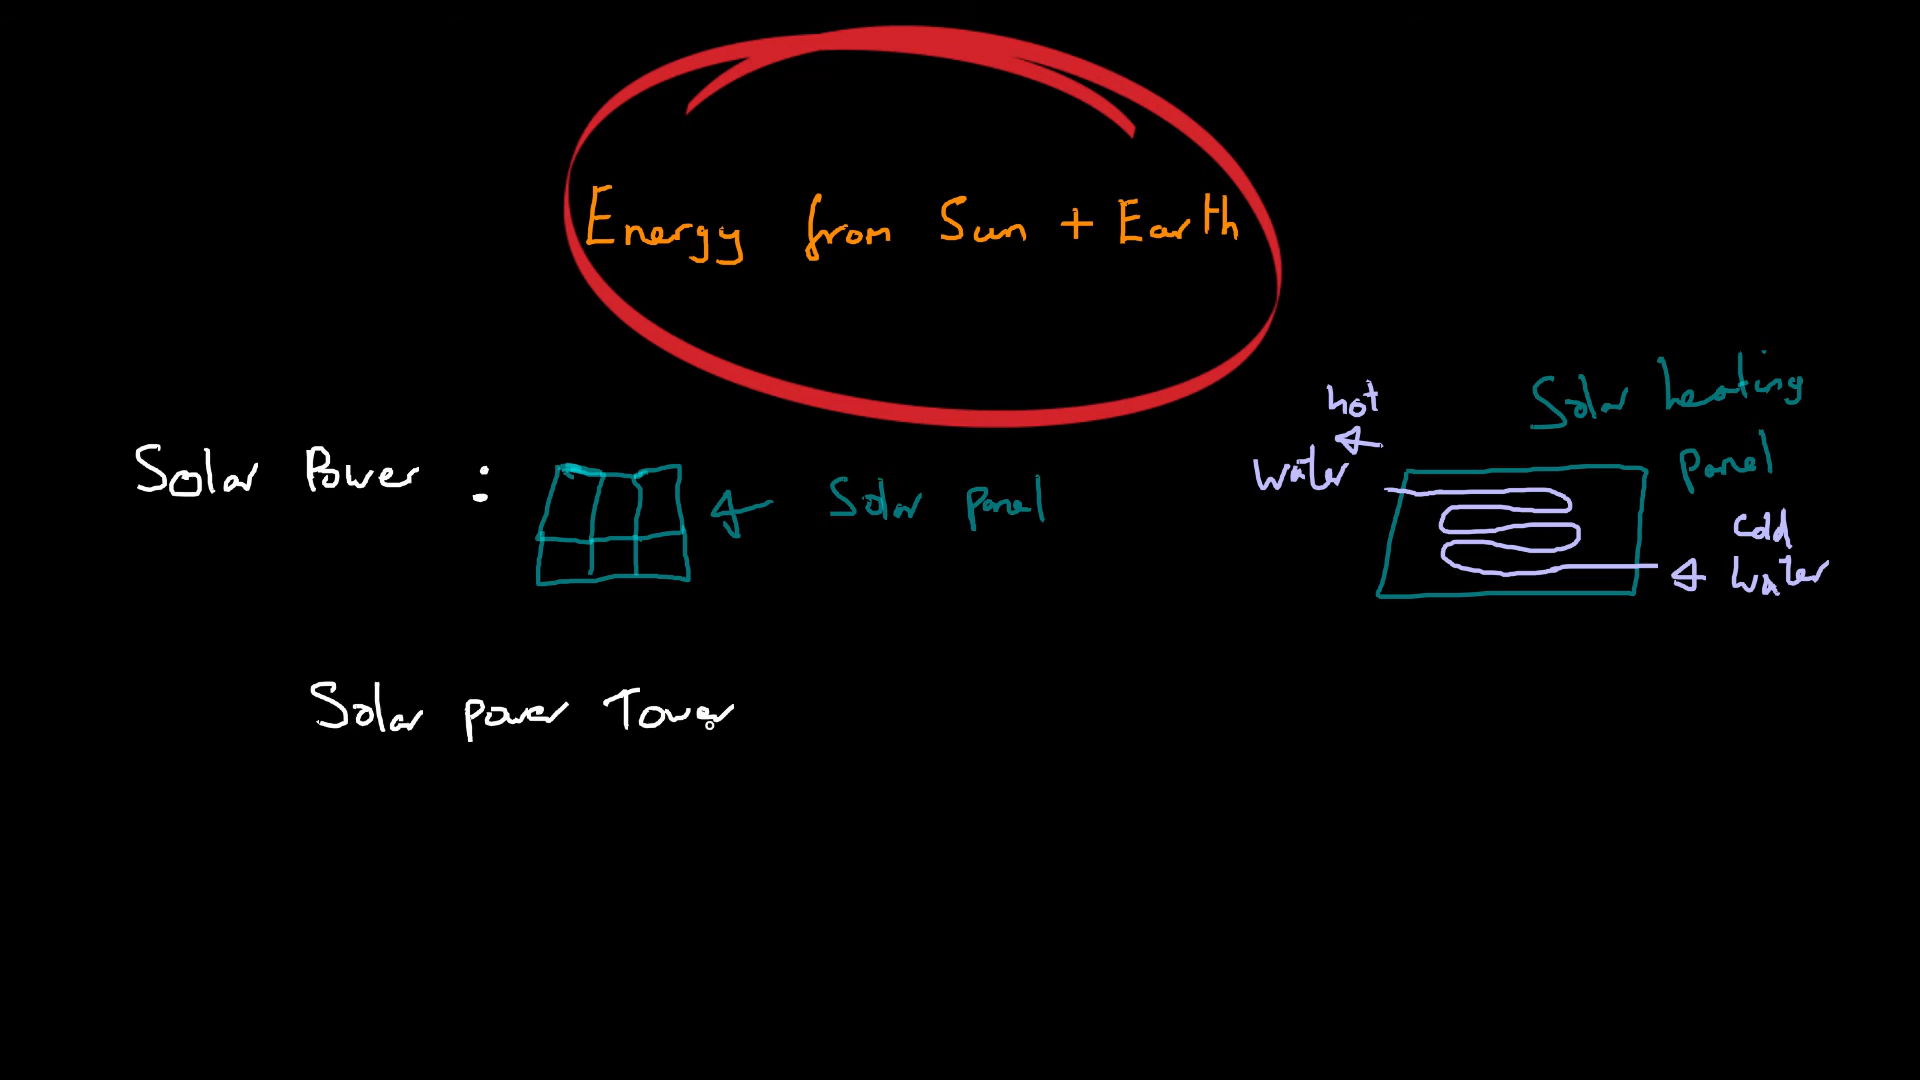 Energy from Sun + Earth
Solar Power :
Solar panel
hot
water
Solar heating
panel
cold
water
Solar power Tower